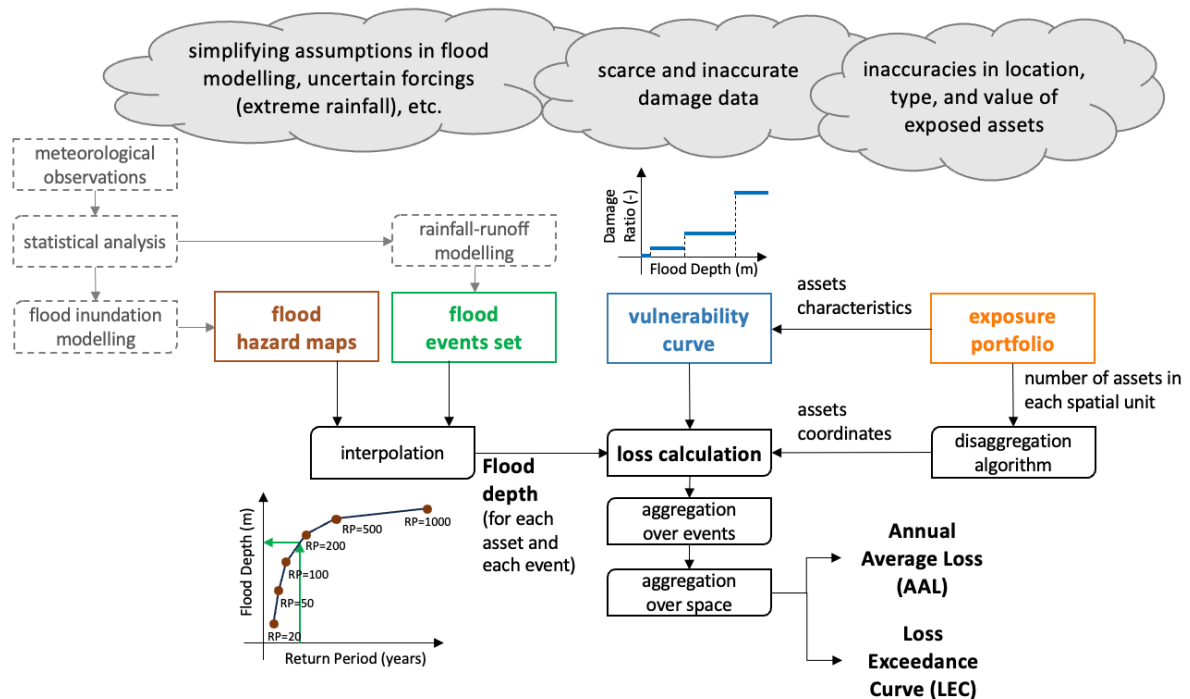 simplifying assumptions in flood
modelling, uncertain forcings
(extreme rainfall), etc.
scarce and inaccurate
damage data
inaccuracies in location,
type, and value of
exposed assets
meteorological
observations
statistical analysis
rainfall-runoff
modelling
flood inundation
modelling
Damage
Ratio (-)
Flood Depth (m)
flood
hazard maps
flood
events set
vulnerability
curve
assets
characteristics
exposure
portfolio
number of assets in
each spatial unit
interpolation
Flood
depth
(for each
asset and
each event)
loss calculation
assets
coordinates
disaggregation
algorithm
aggregation
over events
aggregation
over space
Annual
Average Loss
(AAL)
Loss
Exceedance
Curve (LEC)
Flood Depth (m)
RP=20
RP=50
RP=100
RP=200
RP=500
RP=1000
Return Period (years)